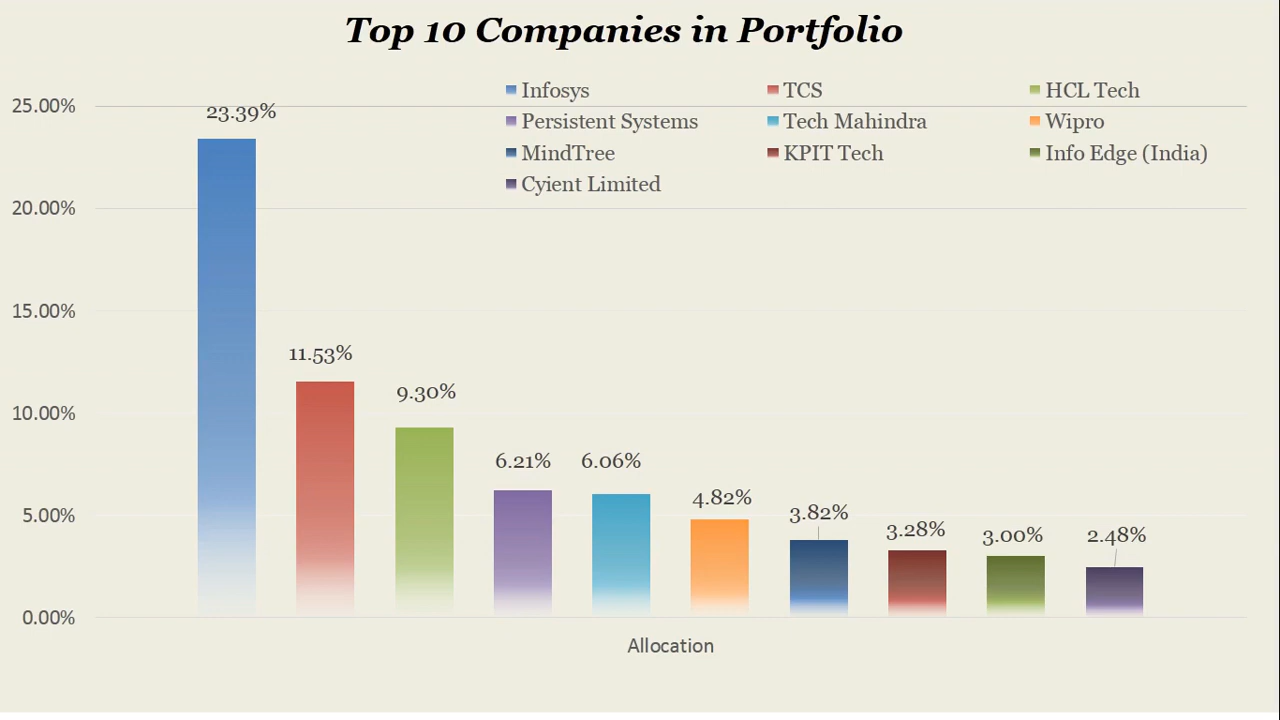 Top 10 Companies in Portfolio
Infosys TCS HCL Tech
25.00%
23.39%
Persistent Systems Tech Mahindra Wipro
MindTree KPIT Tech Info Edge (India)
Cyient Limited
20.00%
15.00%
11.53%
9.30%
10.00%
6.21% 6.06%
4.82%
3.82%
5.00%
3.28% 3.00% 2.48%
0.00%
Allocation